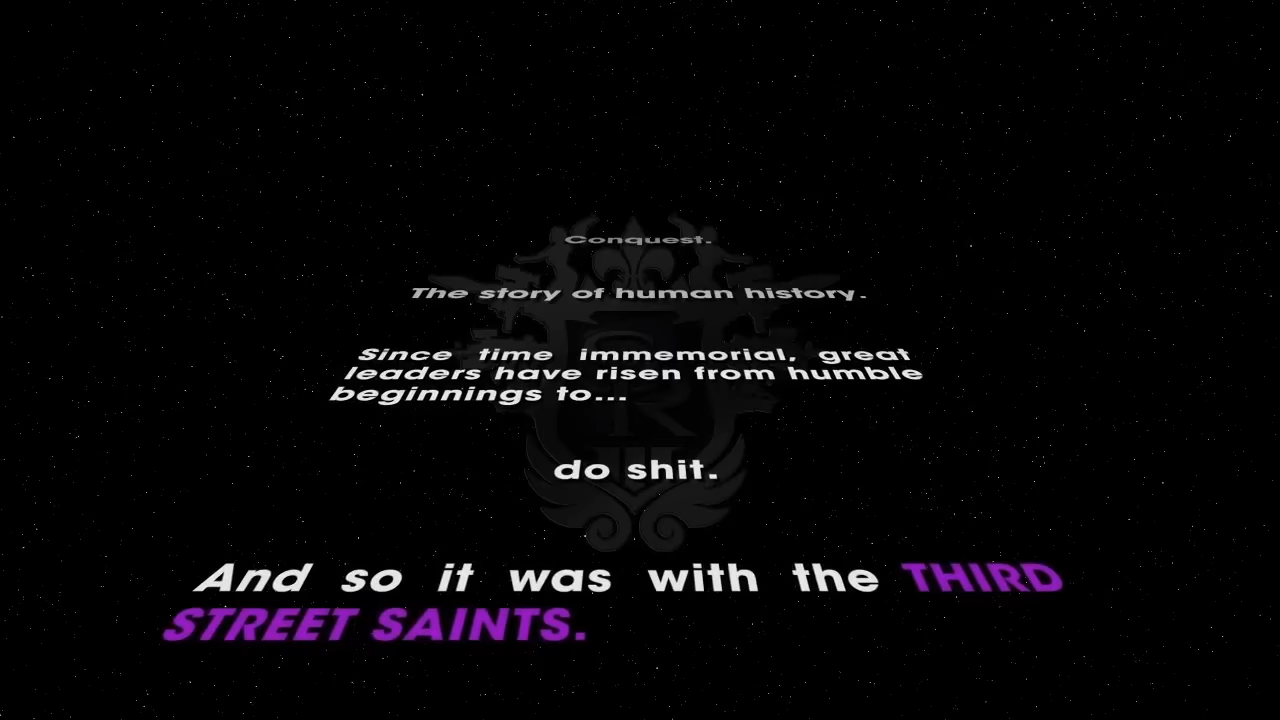 Conquest.
The story of human history.
Since time immemorial, great
leaders have risen from humble
beginnings to...
do shit.
And so it was with the THIRD
STREET SAINTS.